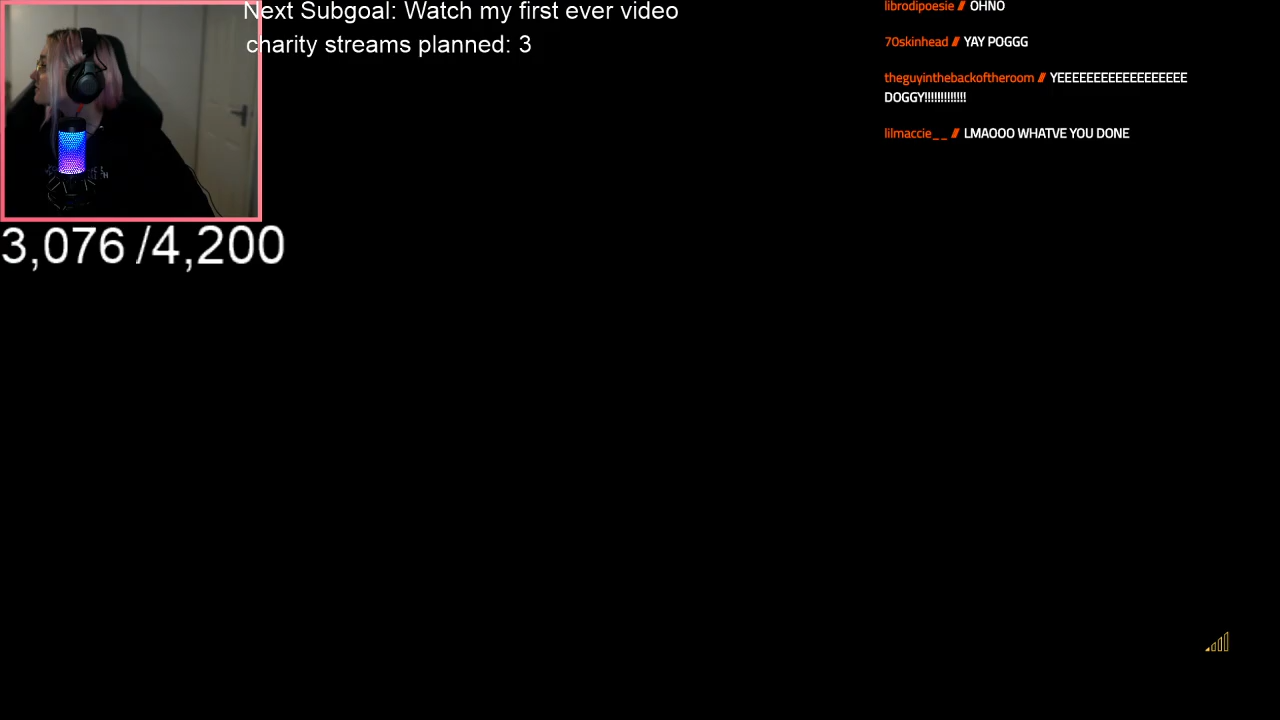 Next Subgoal: Watch my first ever video
charity streams planned: 3
3,076 /4,200
librodipoesie // OHNO
70skinhead // YAY POGGG
theguyinthebackoftheroom // YEEEEEEEEEEEEEEEEEE
DOGGY!!!!!!!!!!!!!
lilmaccie__ // LMAOOO WHATVE YOU DONE